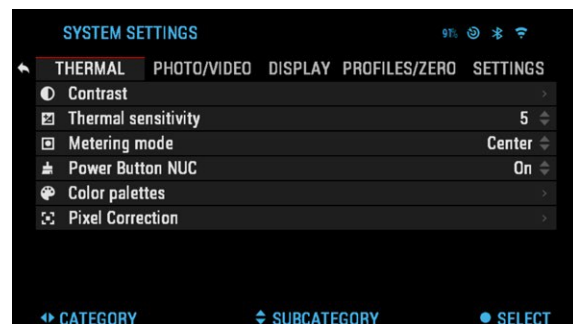 SYSTEM SETTINGS 91%
THERMAL PHOTO/VIDEO DISPLAY PROFILES/ZERO SETTINGS
Contrast
Thermal sensitivity 5
Metering mode Center
Power Button NUC On
Color palettes
Pixel Correction
CATEGORY SUBCATEGORY SELECT